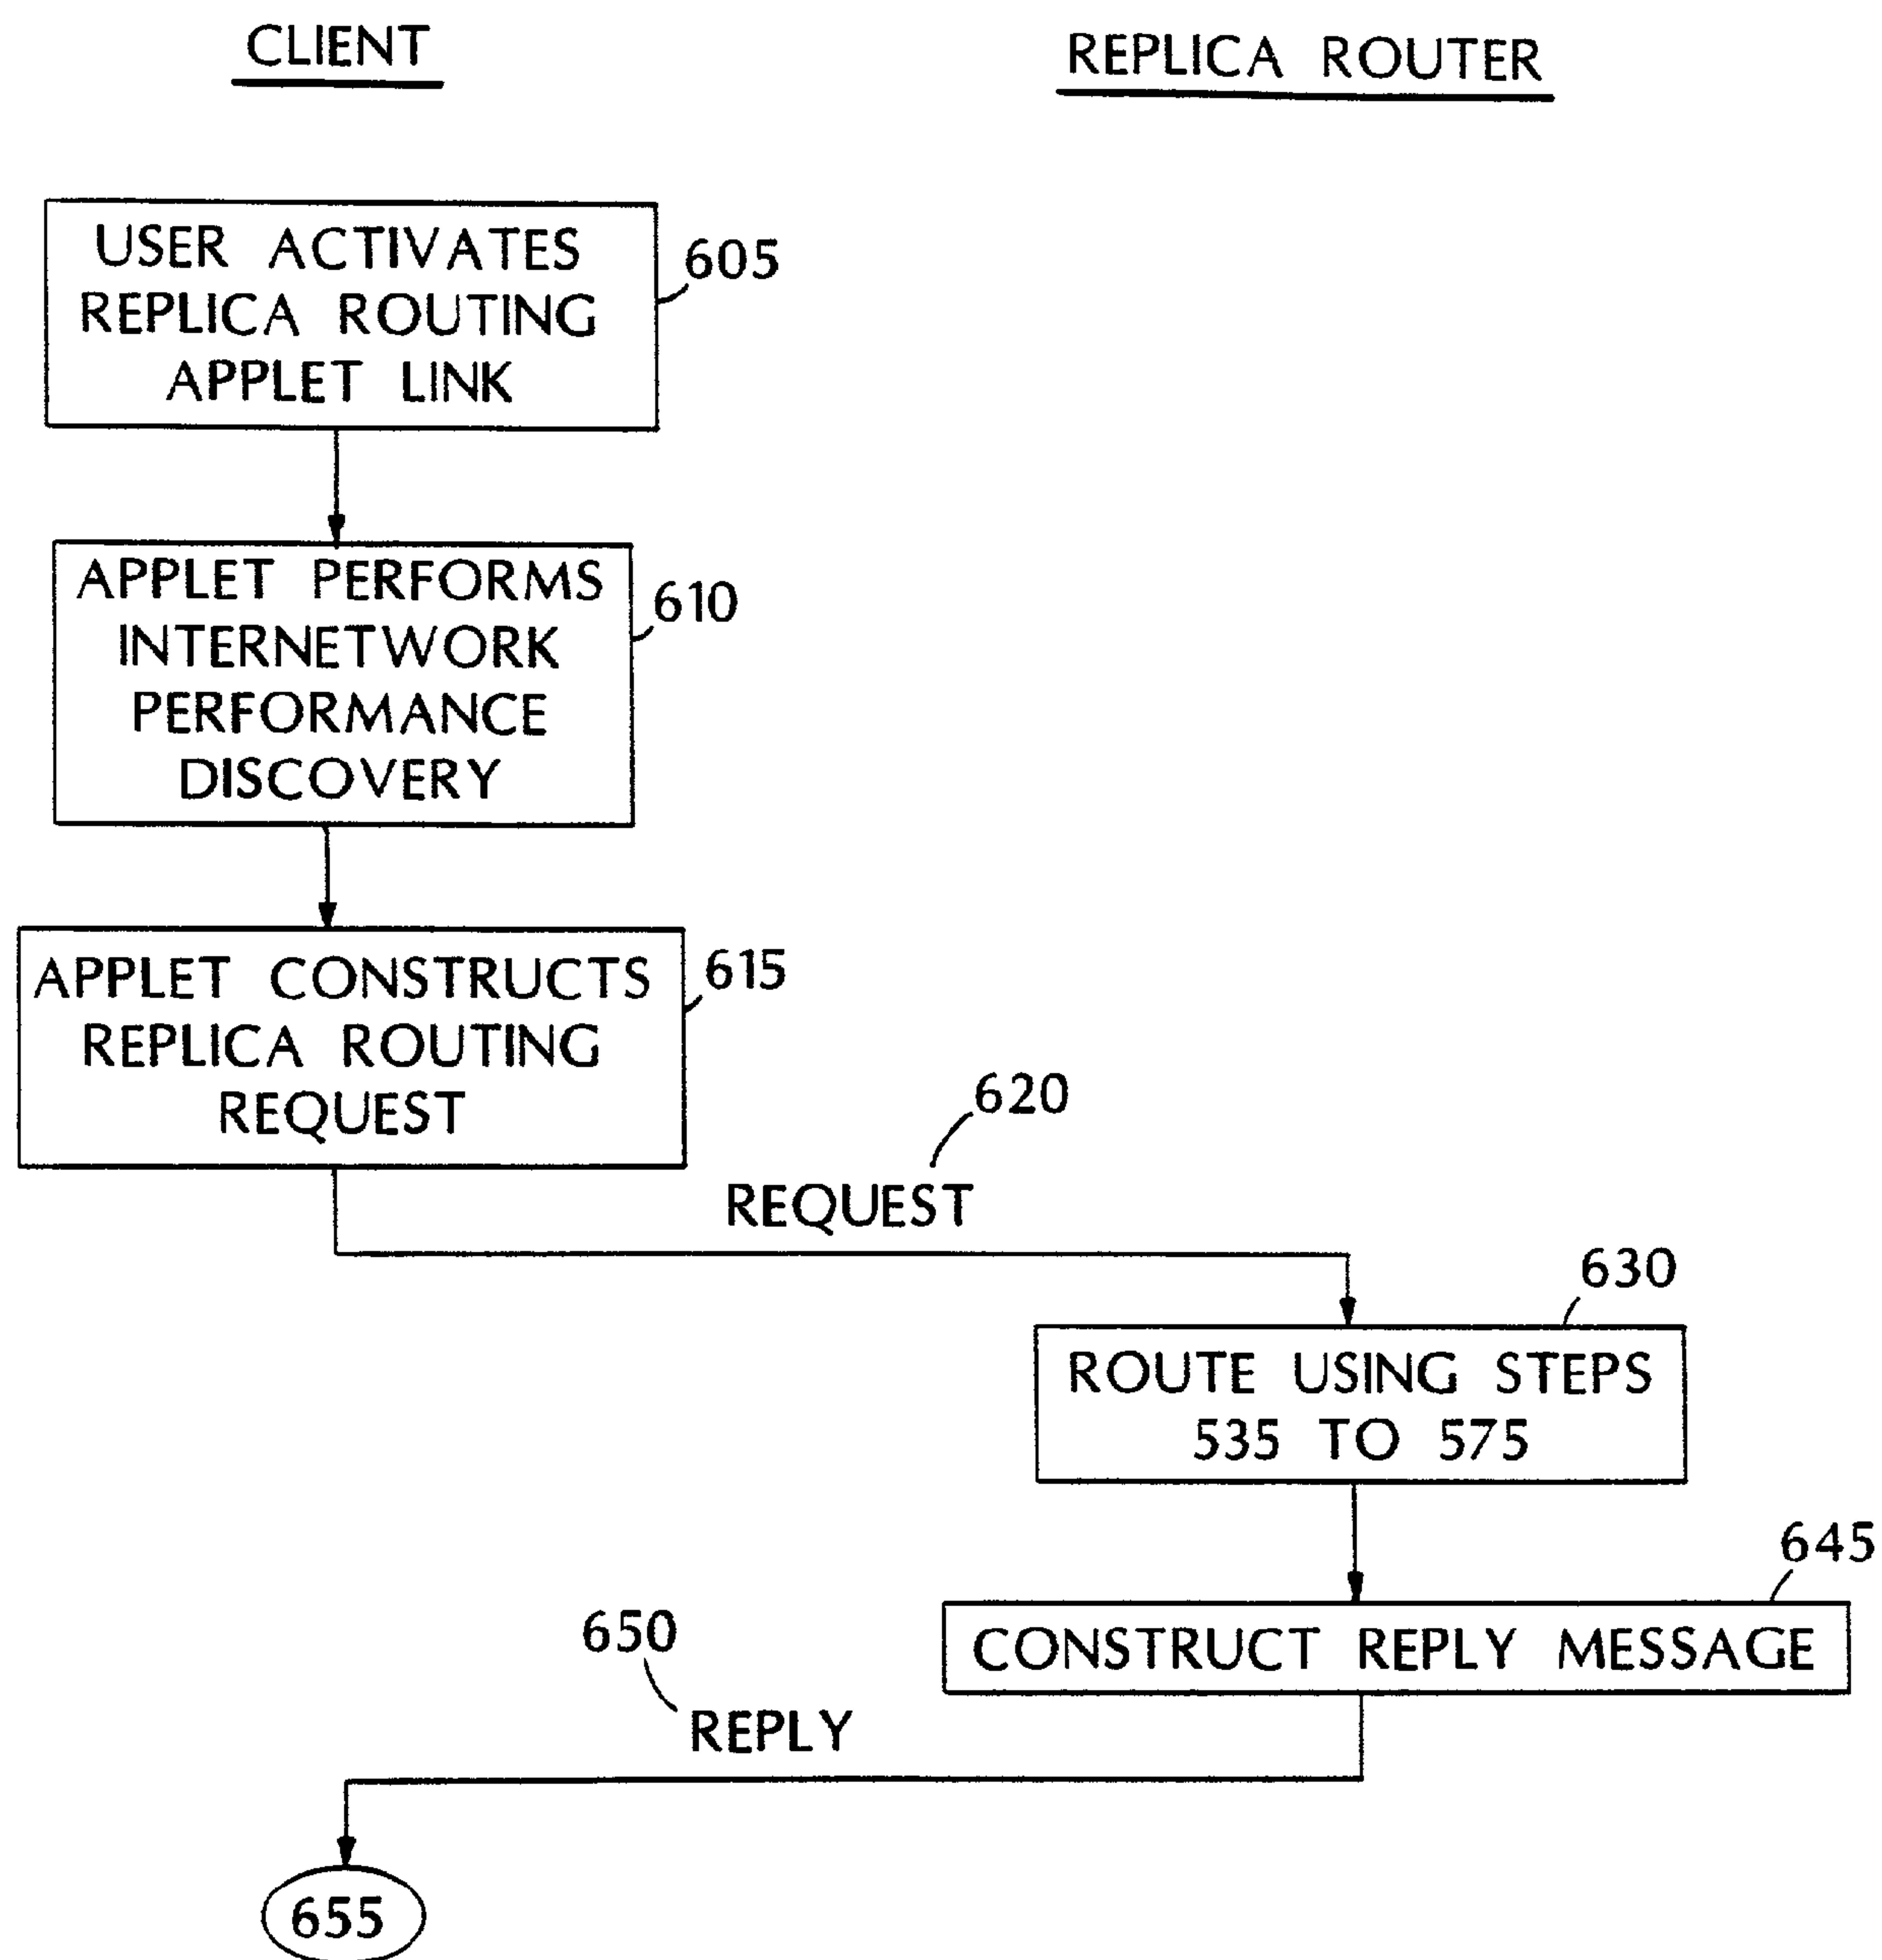 CLIENT
REPLICA ROUTER
USER ACTIVATES
REPLICA ROUTING
APPLET LINK
605
APPLET PERFORMS
INTERNETWORK
PERFORMANCE
DISCOVERY
610
APPLET CONSTRUCTS
REPLICA ROUTING
REQUEST
615
620
REQUEST
630
ROUTE USING STEPS
535 TO 575
645
CONSTRUCT REPLY MESSAGE
650
REPLY
655